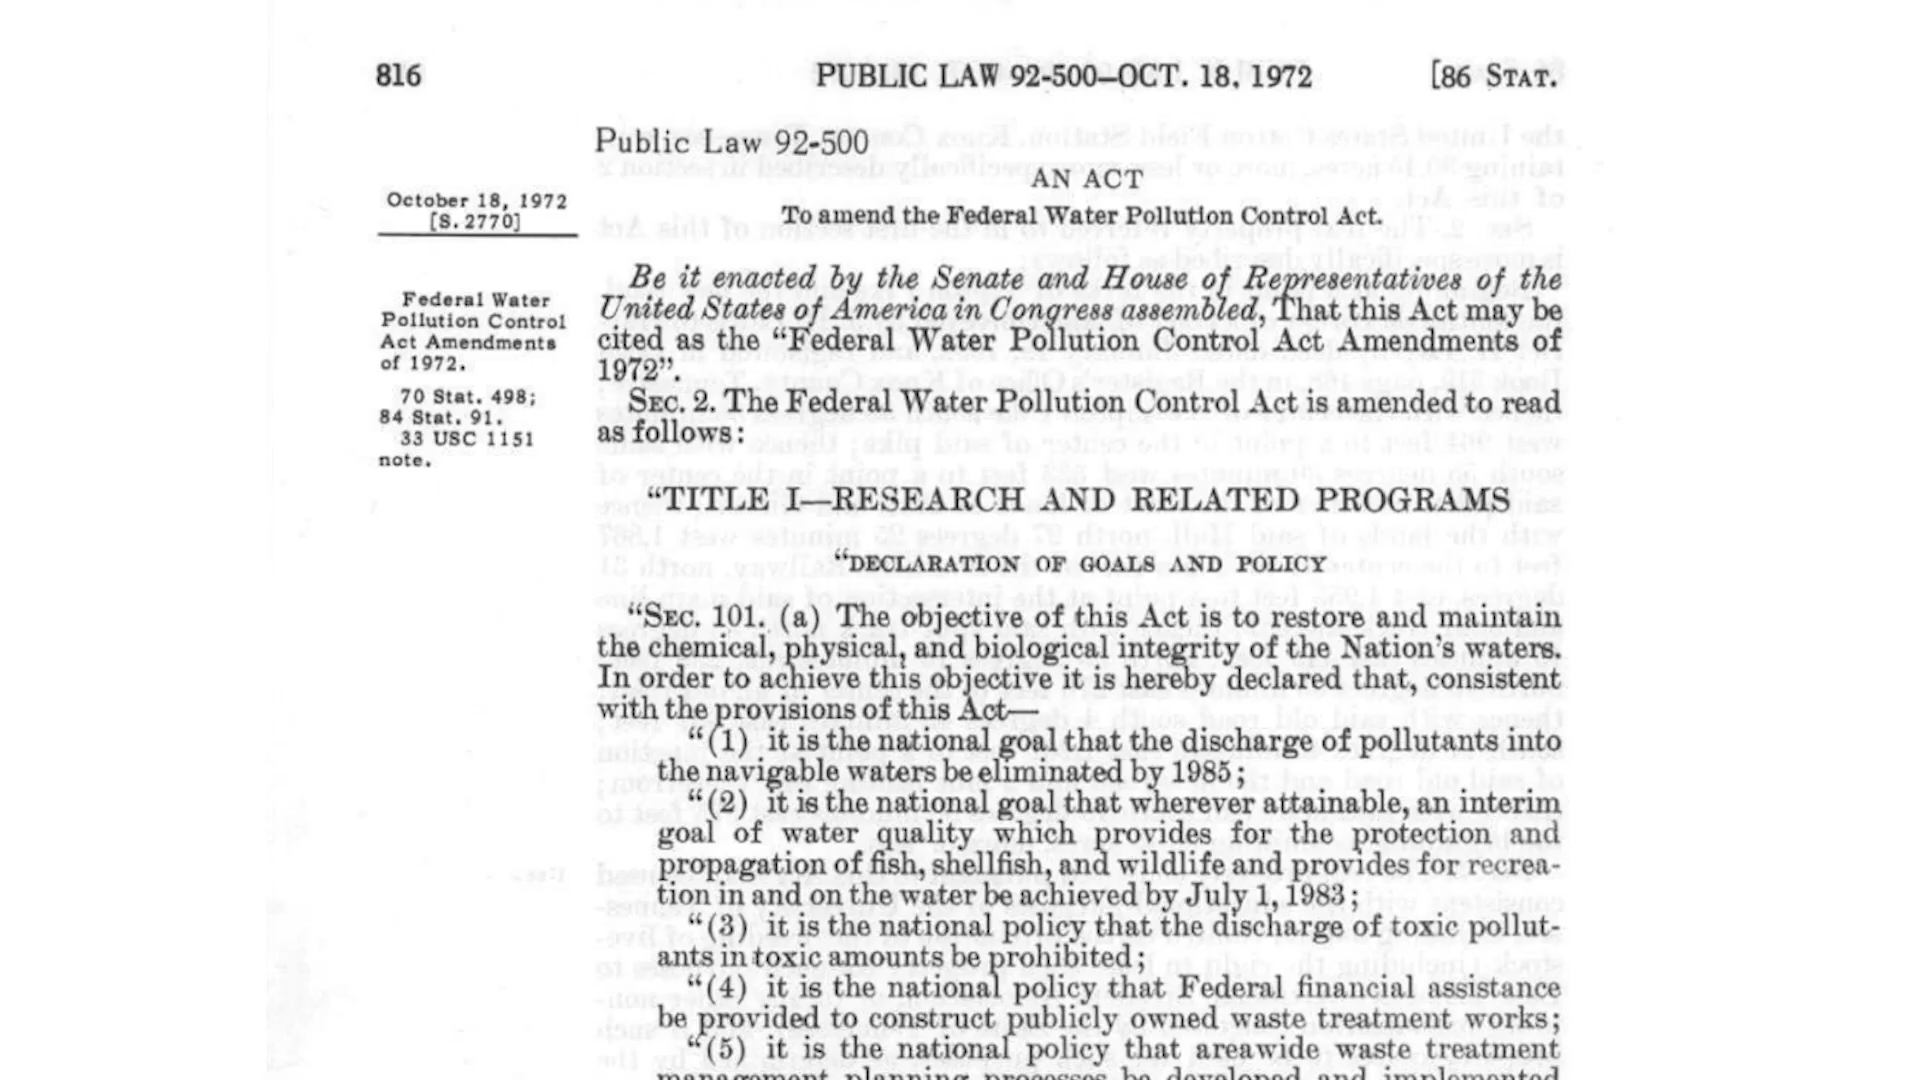 816
PUBLIC LAW 92-500—OCT. 18, 1972
[86 STAT.
Public Law 92-500
AN ACT
October 18, 1972
[S. 2770]
To amend the Federal Water Pollution Control Act.
Federal Water
Pollution Control
Act Amendments
of 1972.
70 Stat. 498;
84 Stat. 91.
33 USC 1151
note.
Be it enacted by the Senate and House of Representatives of the
United States of America in Congress assembled, That this Act may be
cited as the “Federal Water Pollution Control Act Amendments of
1972”.
SEC. 2. The Federal Water Pollution Control Act is amended to read
as follows:
“TITLE I—RESEARCH AND RELATED PROGRAMS
“DECLARATION OF GOALS AND POLICY
“SEC. 101. (a) The objective of this Act is to restore and maintain
the chemical, physical, and biological integrity of the Nation’s waters.
In order to achieve this objective it is hereby declared that, consistent
with the provisions of this Act—
“(1) it is the national goal that the discharge of pollutants into
the navigable waters be eliminated by 1985;
“(2) it is the national goal that wherever attainable, an interim
goal of water quality which provides for the protection and
propagation of fish, shellfish, and wildlife and provides for recrea-
tion in and on the water be achieved by July 1, 1983;
“(3) it is the national policy that the discharge of toxic pollut-
ants in toxic amounts be prohibited;
“(4) it is the national policy that Federal financial assistance
be provided to construct publicly owned waste treatment works;
“(5) it is the national policy that areawide waste treatment
management planning processes be developed and implemented